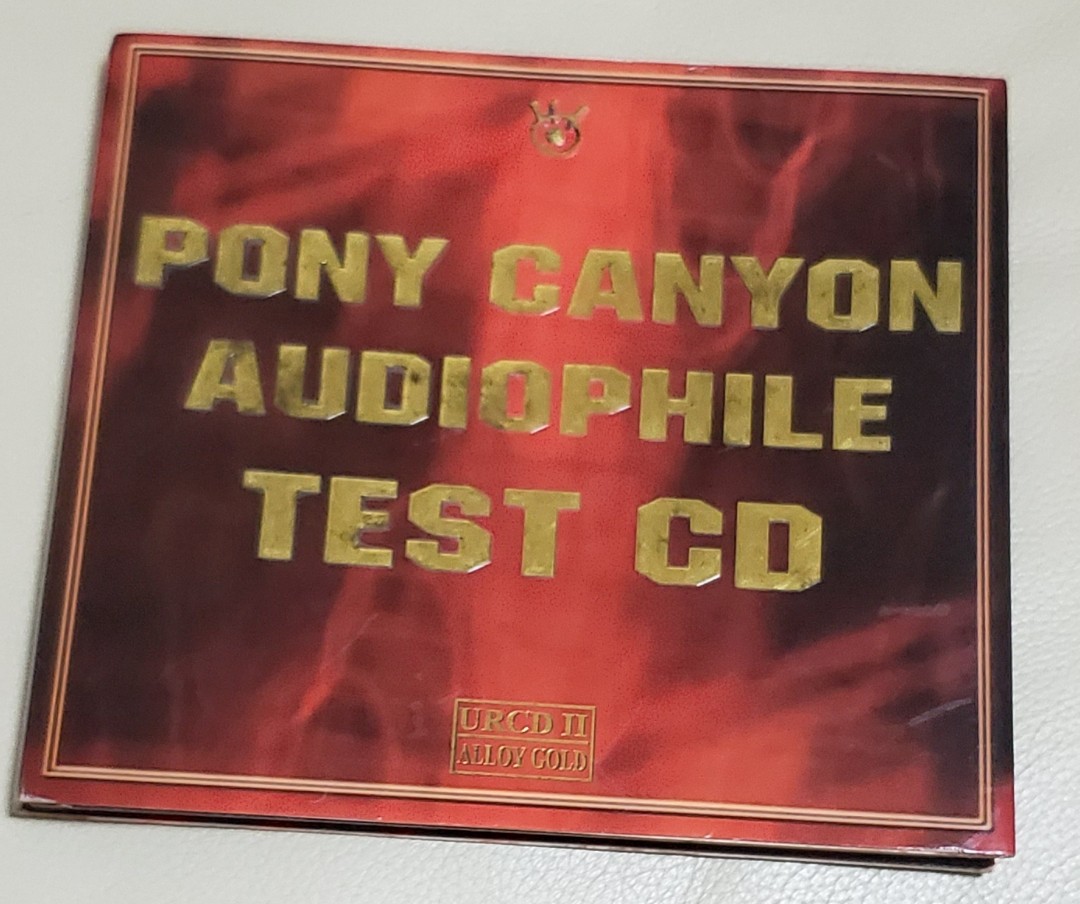 PONY CANYON
AUDIOPHILE
TEST CD
URCD II
ALLOY GOLD